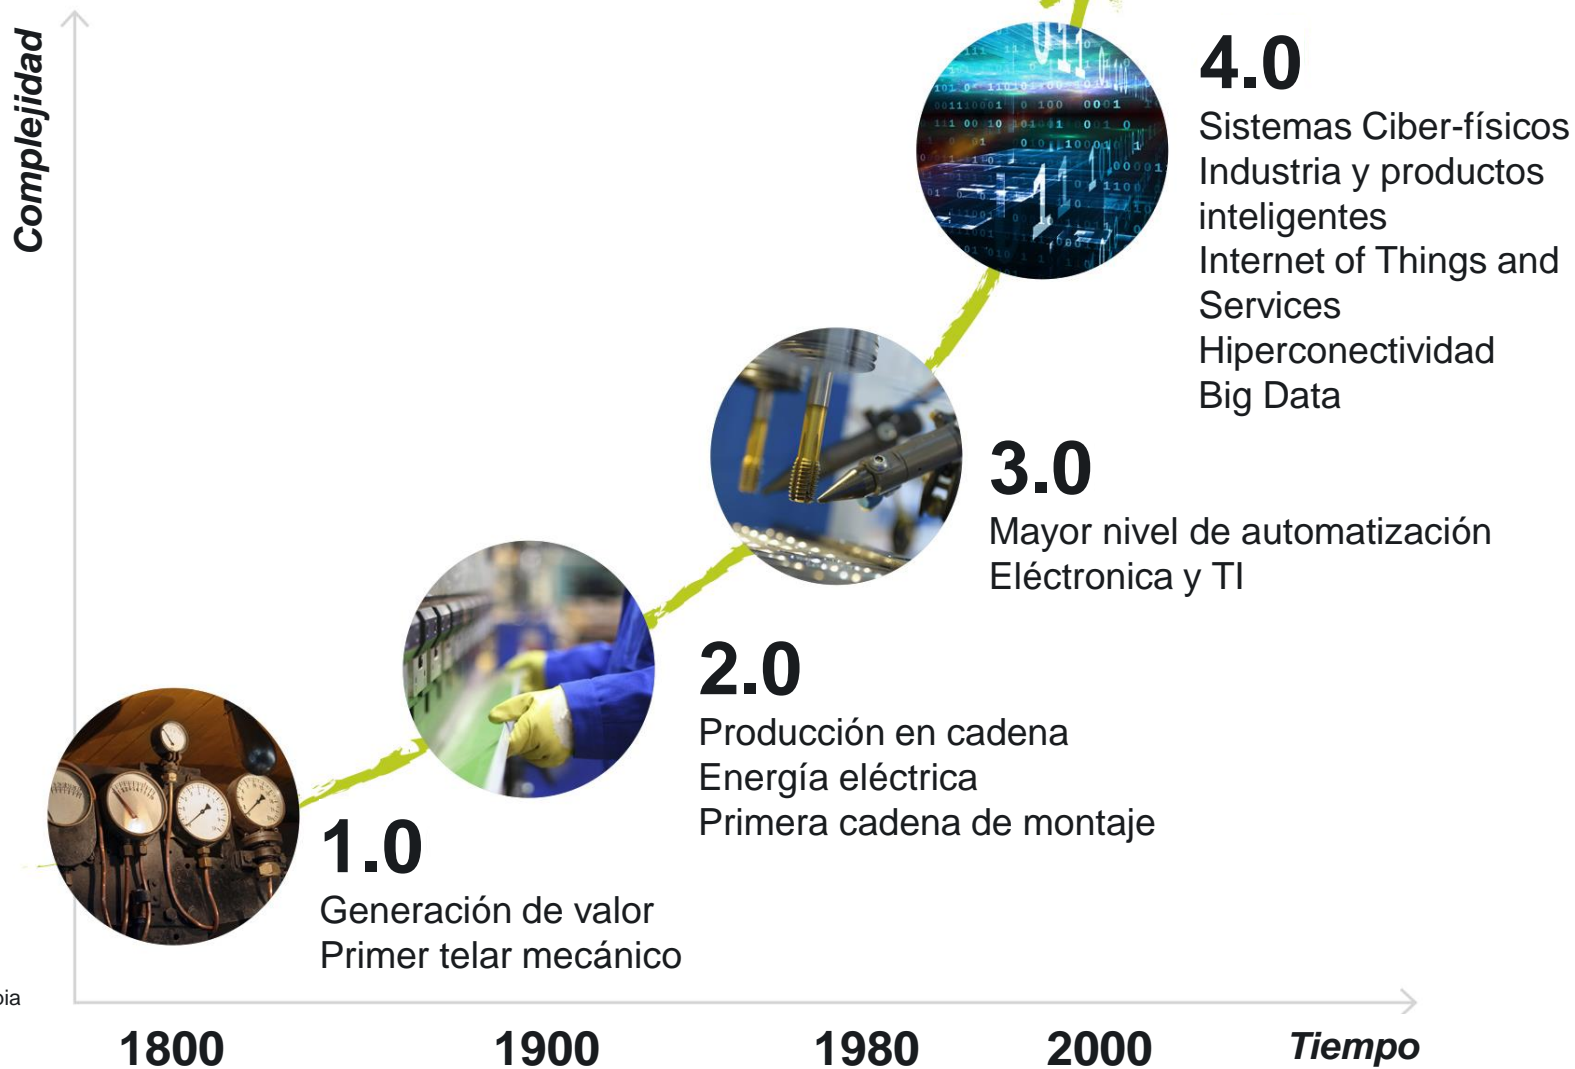 Complejidad
4.0
Sistemas Ciber-físicos
Industria y productos
inteligentes
Internet of Things and
Services
Hiperconectividad
Big Data
3.0
Mayor nivel de automatización
Eléctronica y TI
2.0
Producción en cadena
Energía eléctrica
Primera cadena de montaje
1.0
Generación de valor
Primer telar mecánico
1800
1900
1980
2000
Tiempo